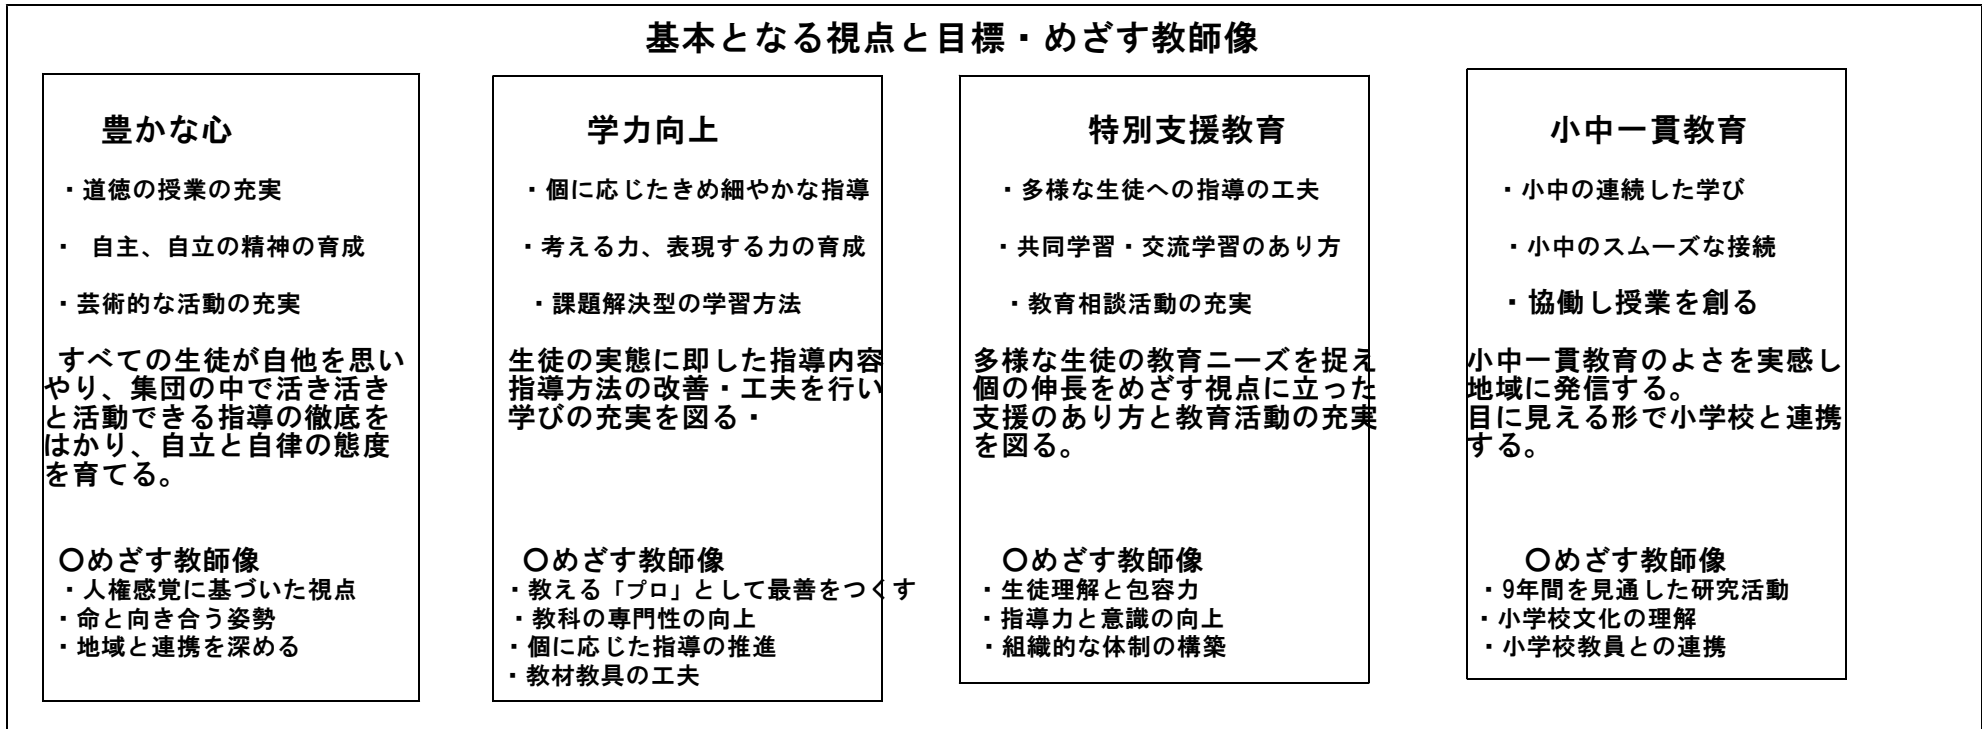 基本となる視点と目標・めざす教師像
豊かな心
・道徳の授業の充実
・ 自主、自立の精神の育成
・芸術的な活動の充実
すべての生徒が自他を思い
やり、集団の中で活き活き
と活動できる指導の徹底を
はかり、自立と自律の態度
を育てる。
〇めざす教師像
・人権感覚に基づいた視点
・命と向き合う姿勢
・地域と連携を深める
学力向上
・個に応じたきめ細やかな指導
・考える力、表現する力の育成
・課題解決型の学習方法
生徒の実態に即した指導内容
指導方法の改善・工夫を行い
学びの充実を図る・
〇めざす教師像
・教える「プロ」として最善をつくす
・教科の専門性の向上
・個に応じた指導の推進
・教材教具の工夫
特別支援教育
・多様な生徒への指導の工夫
・共同学習・交流学習のあり方
・教育相談活動の充実
多様な生徒の教育ニーズを捉え
個の伸長をめざす視点に立った
支援のあり方と教育活動の充実
を図る。
〇めざす教師像
・生徒理解と包容力
・指導力と意識の向上
・組織的な体制の構築
小中一貫教育
・小中の連続した学び
・小中のスムーズな接続
・協働し授業を創る
小中一貫教育のよさを実感し
地域に発信する。
目に見える形で小学校と連携
する。
〇めざす教師像
・9年間を見通した研究活動
・小学校文化の理解
・小学校教員との連携